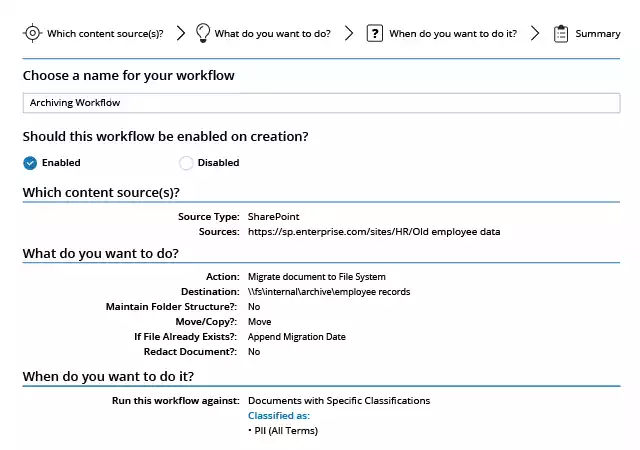 Which content source(s)? What do you want to do? When do you want to do it? Summary
Choose a name for your workflow
Archiving Workflow
Should this workflow be enabled on creation?
Enabled Disabled
Which content source(s)?
Source Type: SharePoint
Sources: https://sp.enterprise.com/sites/HR/Old employee data
What do you want to do?
Action: Migrate document to File System
Destination: \\fs\internal\archive\employee records
Maintain Folder Structure?: No
Move/Copy?: Move
If File Already Exists?: Append Migration Date
Redact Document?: No
When do you want to do it?
Run this workflow against: Documents with Specific Classifications
Classified as:
• PII (All Terms)